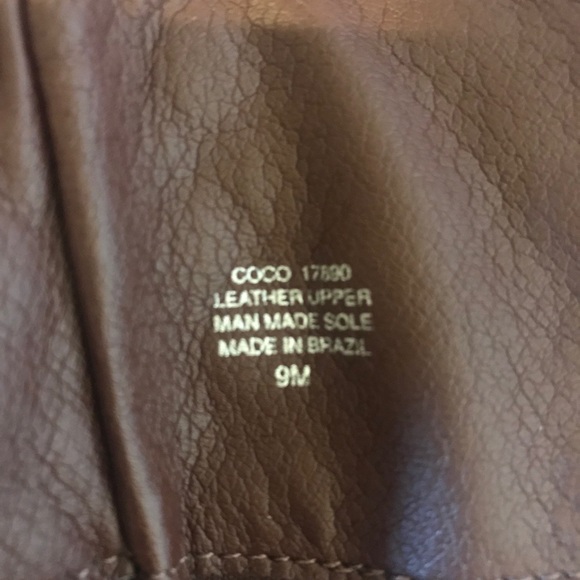 COCO 17890
LEATHER UPPER
MAN MADE SOLE
MADE IN BRAZIL
9M